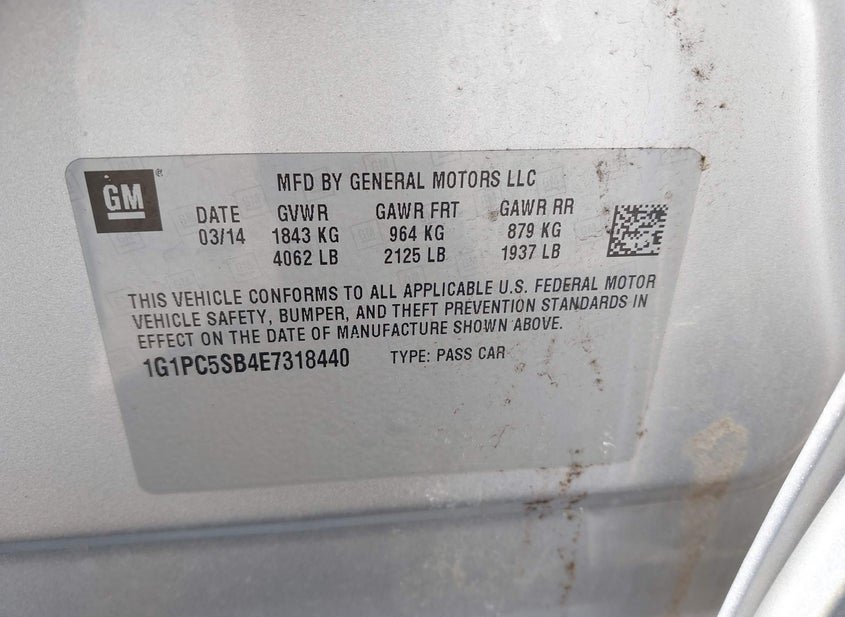 GM
®
MFD BY GENERAL MOTORS LLC
DATE GVWR GAWR FRT GAWR RR
03/14 1843 KG 964 KG 879 KG
4062 LB 2125 LB 1937 LB
THIS VEHICLE CONFORMS TO ALL APPLICABLE U.S. FEDERAL MOTOR
VEHICLE SAFETY, BUMPER, AND THEFT PREVENTION STANDARDS IN
EFFECT ON THE DATE OF MANUFACTURE SHOWN ABOVE.
1G1PC5SB4E7318440 TYPE: PASS CAR